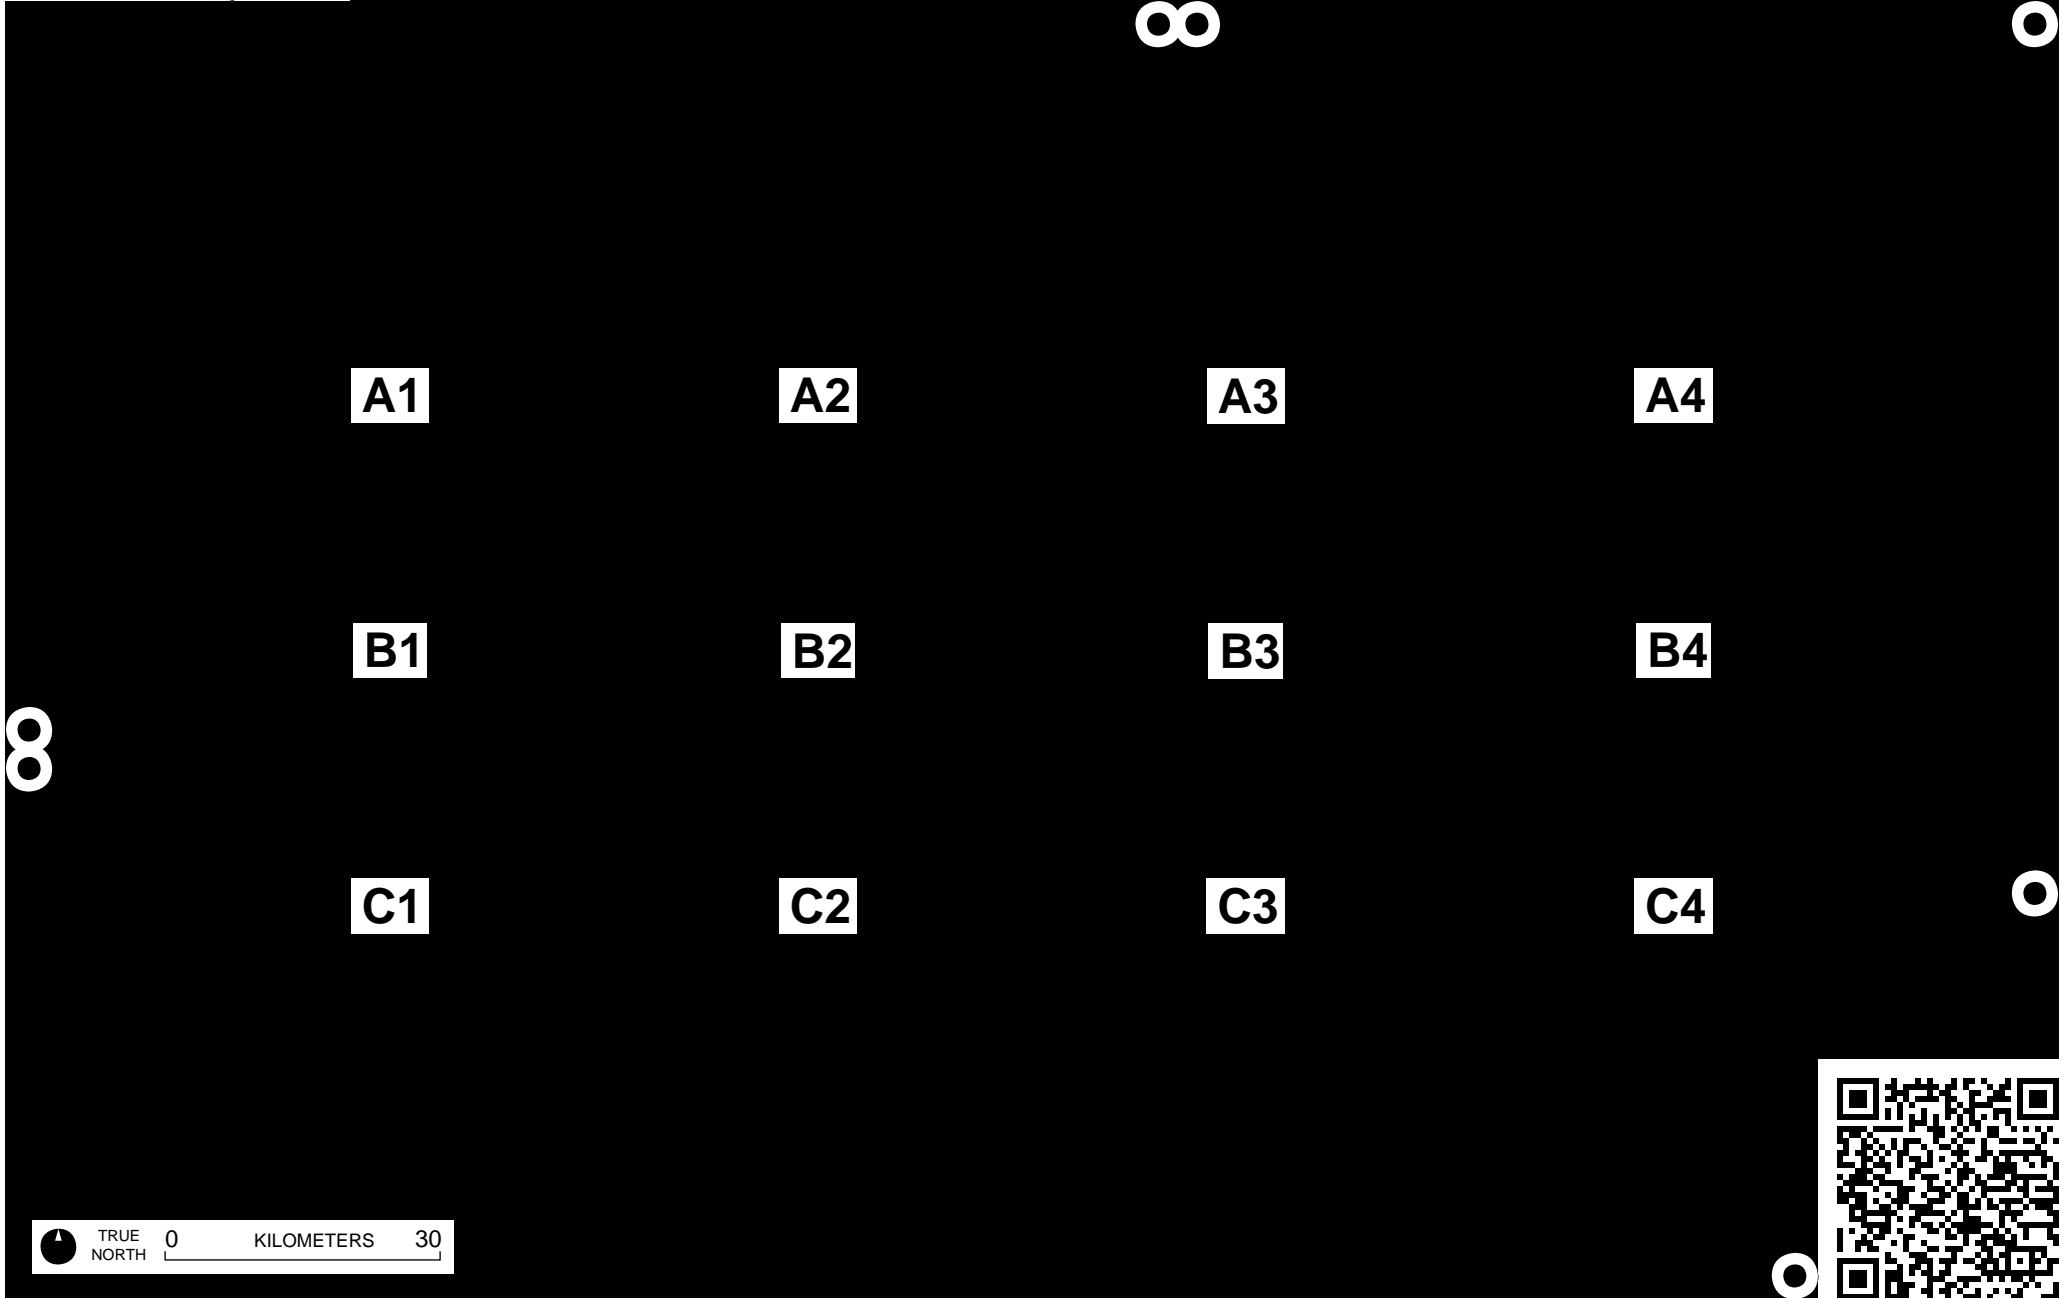 A1 A2 A3 A4
B1 B2 B3 B4
C1 C2 C3 C4
TRUE NORTH
0 KILOMETERS 30